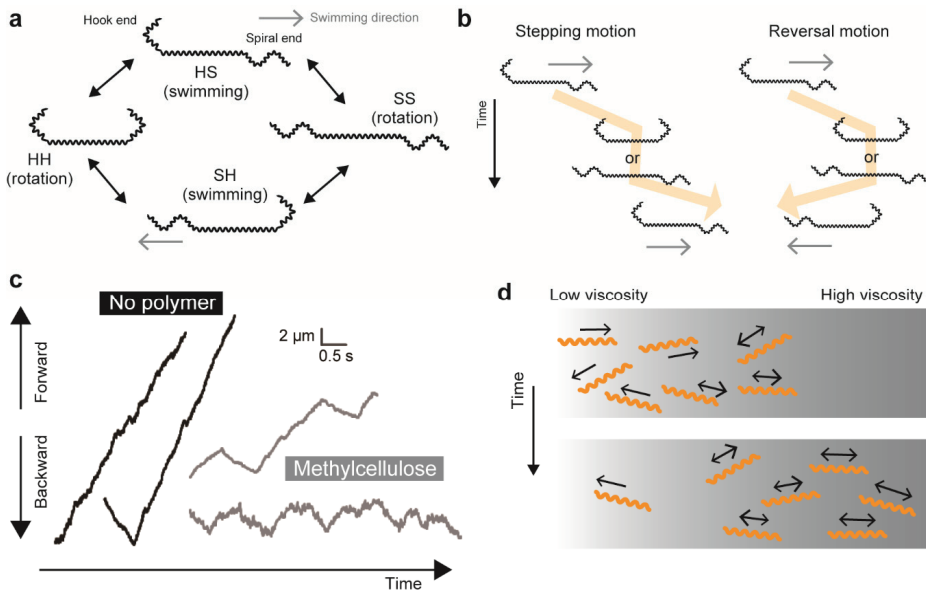 a
Hook end
Swimming direction
Spiral end
HS
(swimming)
SS
(rotation)
HH
(rotation)
SH
(swimming)
b
Stepping motion
Reversal motion
Time
or
or
c
No polymer
2 μm
0.5 s
Forward
Backward
Methylcellulose
Time
d
Low viscosity
High viscosity
Time